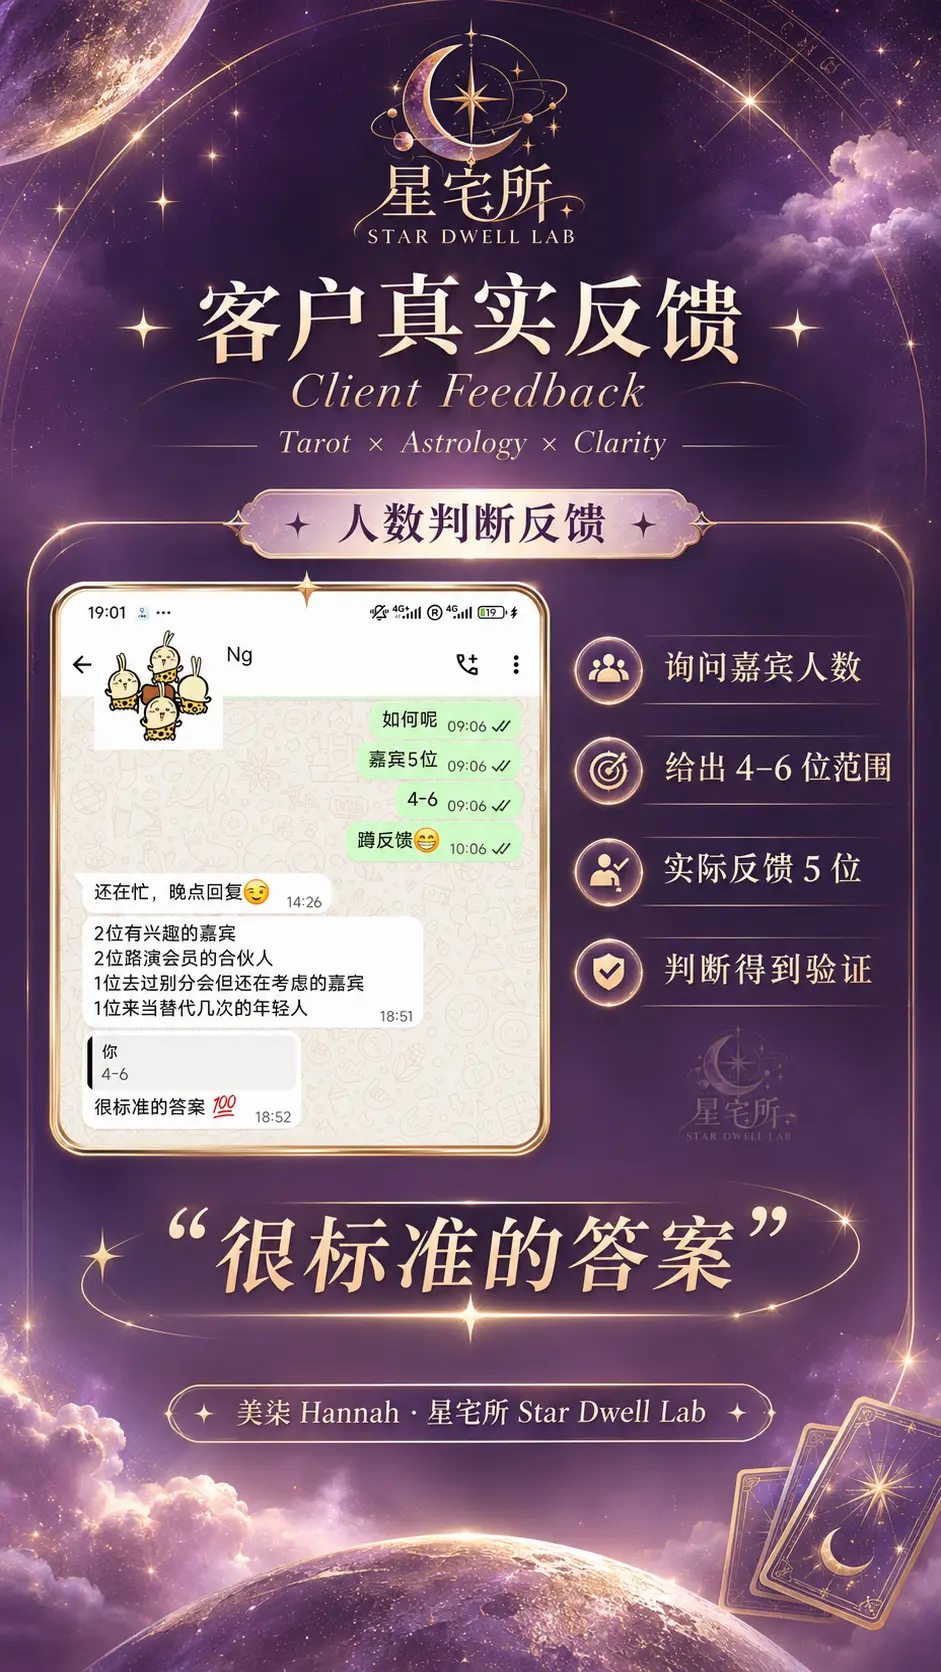 星宅所
STAR DWELL LAB
客户真实反馈
Client Feedback
Tarot × Astrology × Clarity
人数判断反馈
19:01
4G+
R
4G
19
Ng
如何呢 09:06
嘉宾5位 09:06
4-6 09:06
蹲反馈😁 10:06
还在忙，晚点回复😉 14:26
2位有兴趣的嘉宾
2位路演会员的合伙人
1位去过别分会但还在考虑的嘉宾
1位来当替代几次的年轻人 18:51
你
4-6
很标准的答案 💯 18:52
询问嘉宾人数
给出 4–6 位范围
实际反馈 5 位
判断得到验证
星宅所
STAR DWELL LAB
“很标准的答案”
美柒 Hannah · 星宅所 Star Dwell Lab